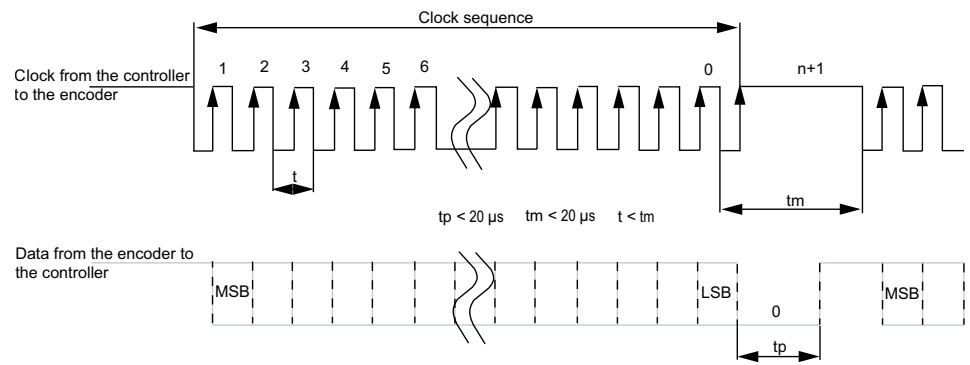 Clock sequence
1 2 3 4 5 6 0 n+1
Clock from the controller
to the encoder
t
tm
tp < 20 µs tm < 20 µs t < tm
Data from the encoder to
the controller
MSB LSB MSB
0
tp